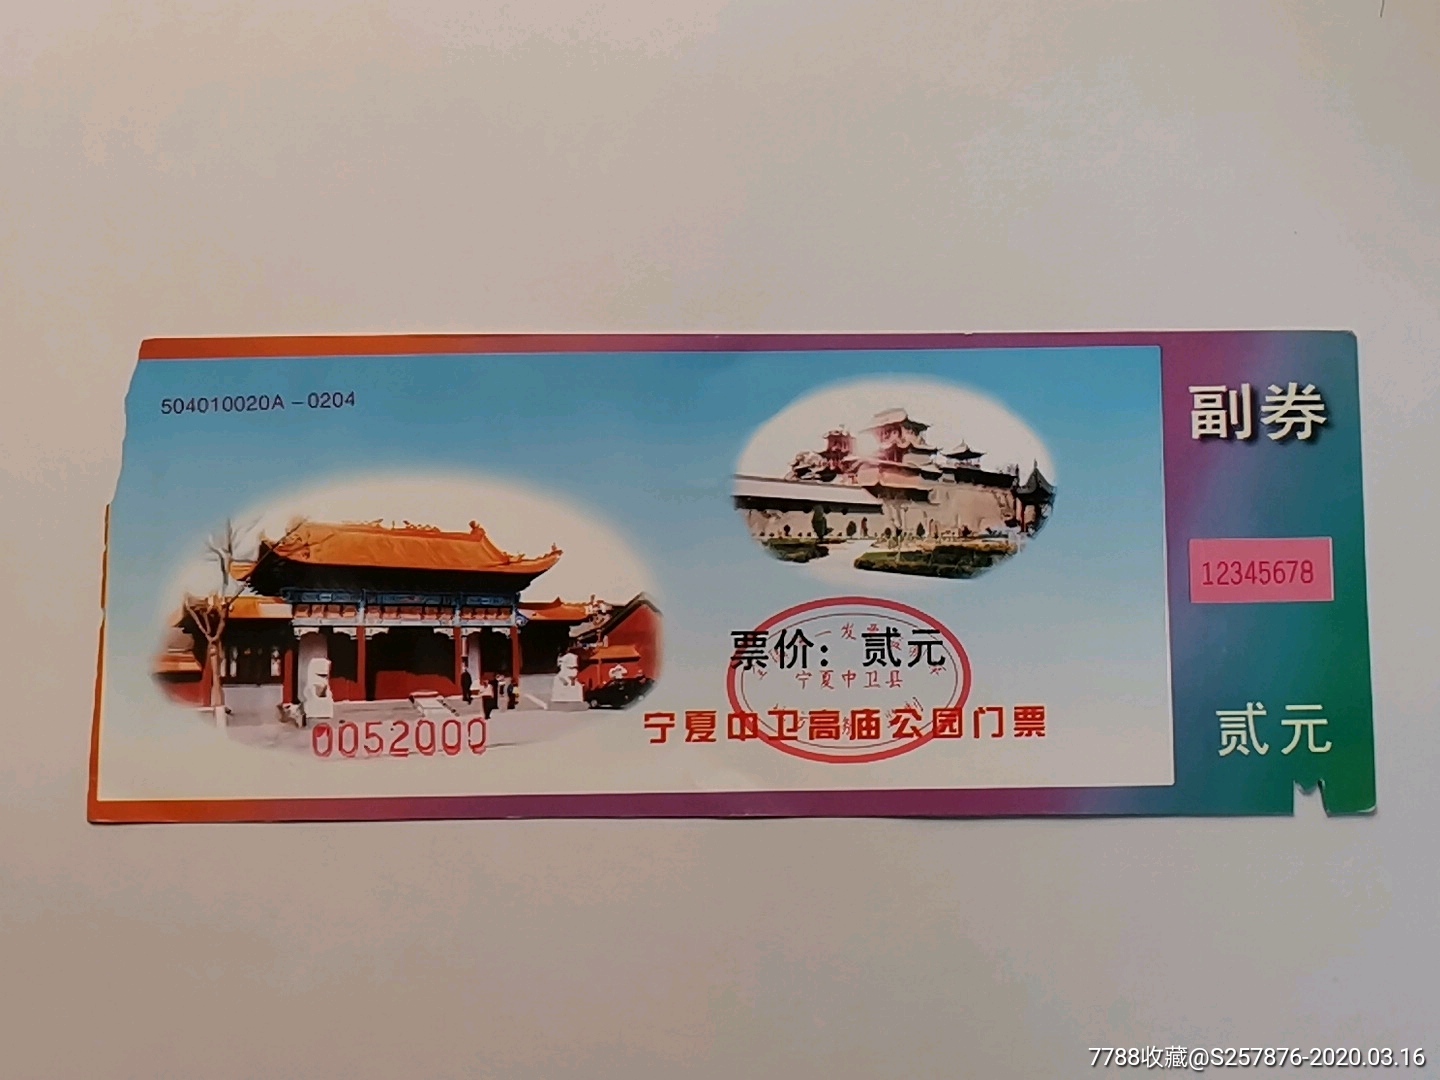 504010020A-0204
副券
12345678
票价：贰元
宁夏中卫县
0052000
宁夏中卫高庙公园门票
贰元
7788收藏@S257876-2020.03.16